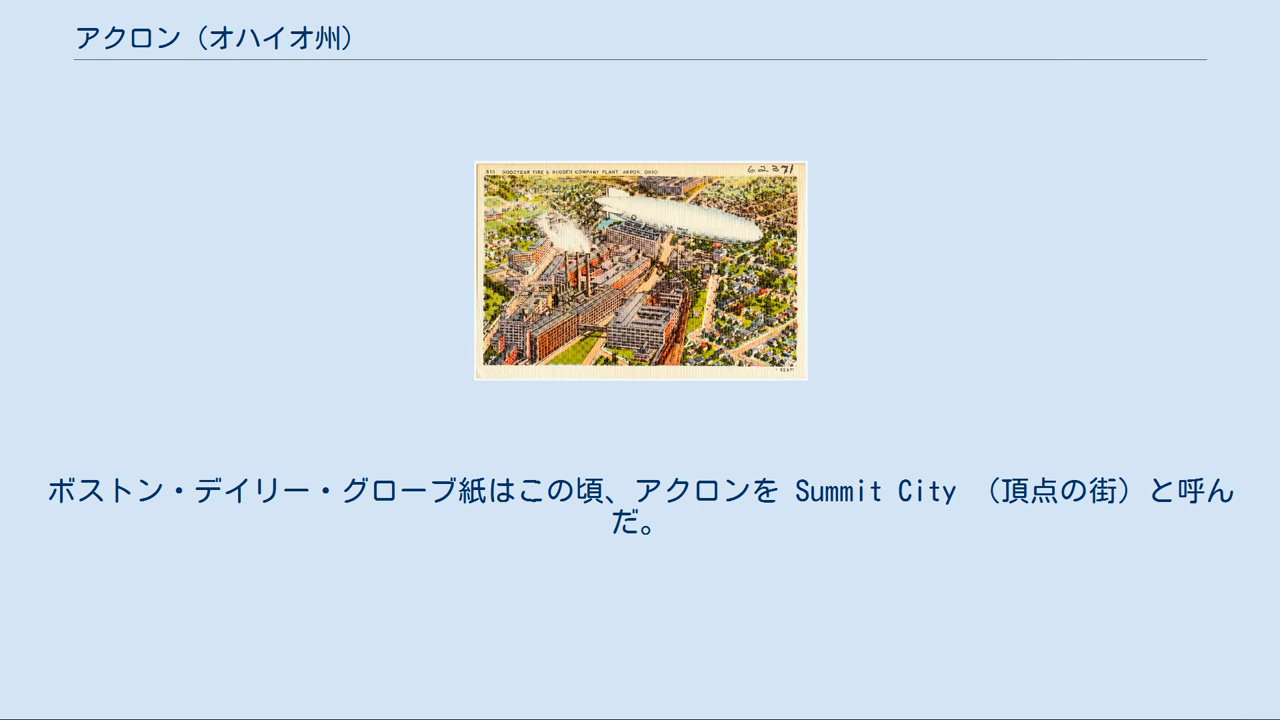 アクロン（オハイオ州）
GOODYEAR TIRE & RUBBER COMPANY PLANT, AKRON, OHIO
62371
ボストン・デイリー・グローブ紙はこの頃、アクロンを Summit City （頂点の街）と呼ん
だ。